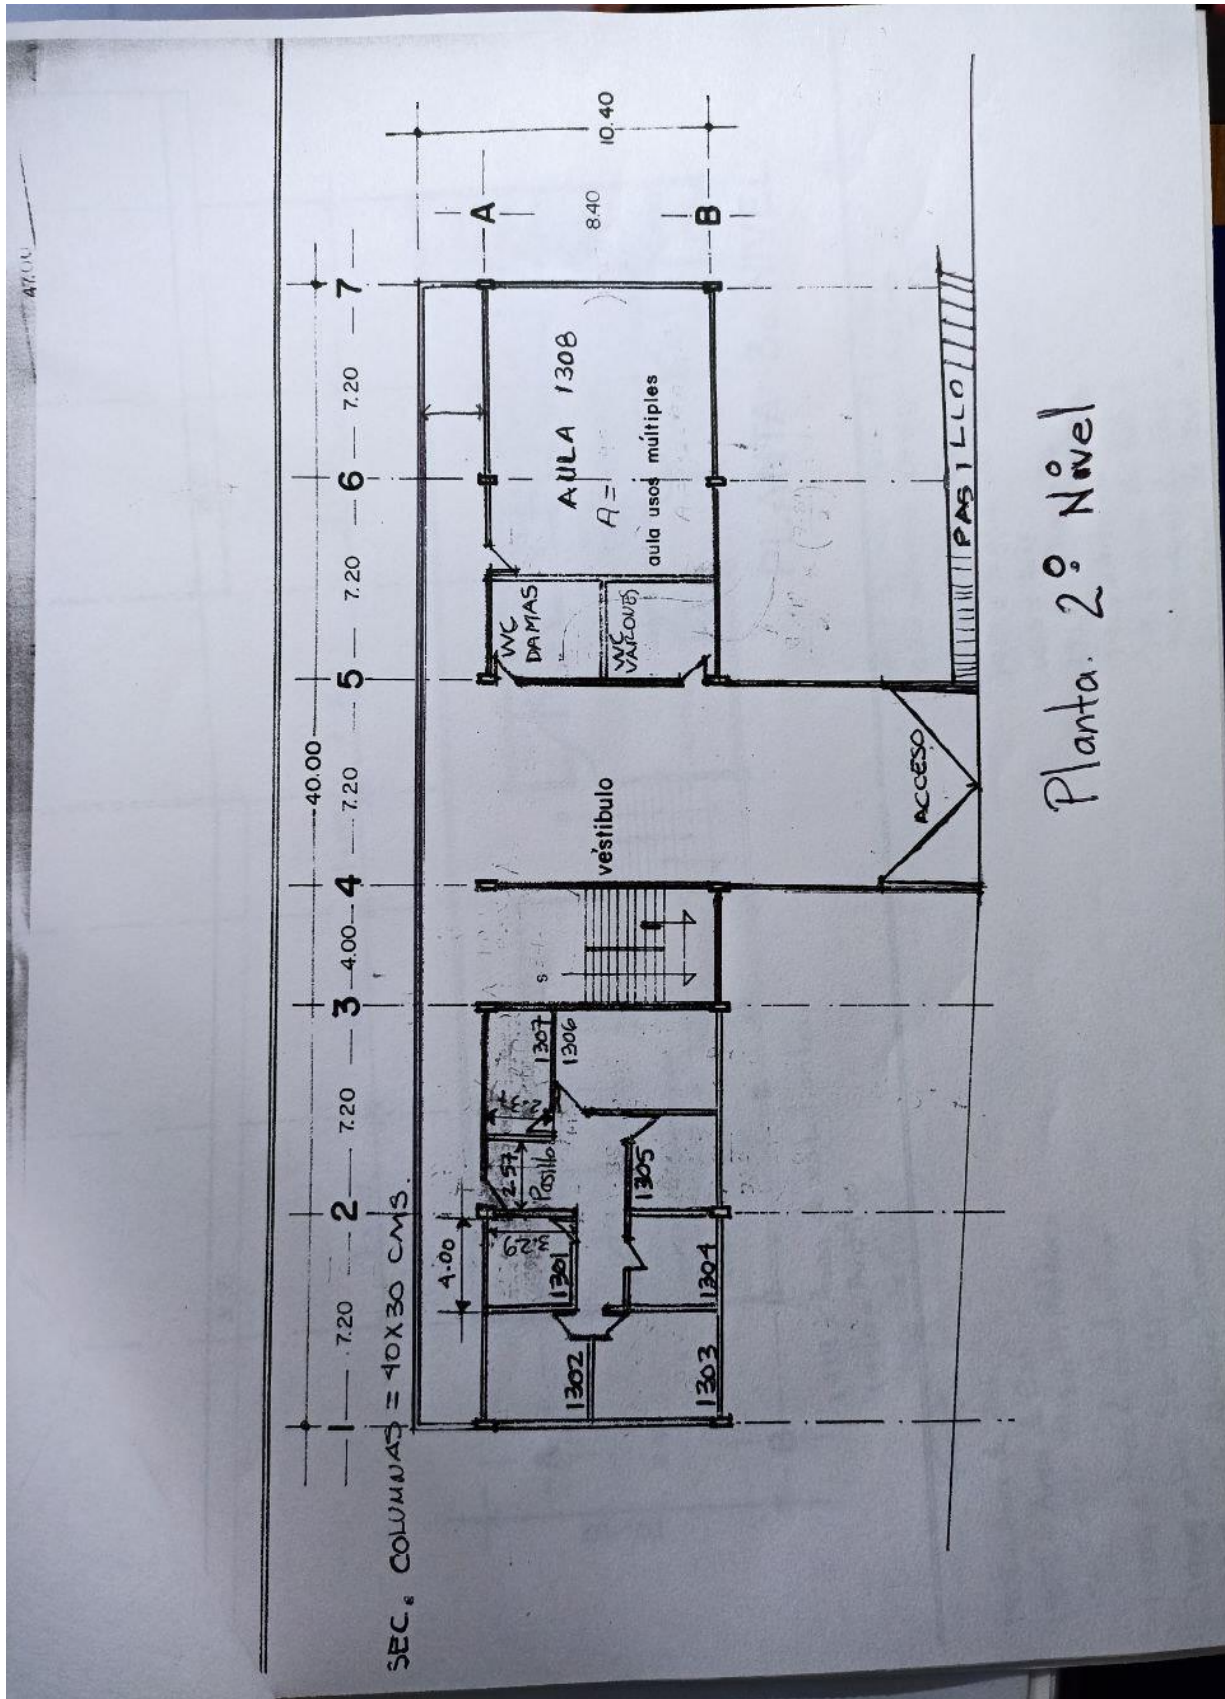 47.00
40.00
1 7.20 2 7.20 3 4.00 4 7.20 5 7.20 6 7.20 7
SEC. COLUMNAS = 40X30 CMS.
4.00
A
8.40
10.40
B
3.29
2.57
Pasillo
1301
1302
1303
1304
1305
1306
1307
S
vestíbulo
WC
DAMAS
WC
VARONES
AULA 1308
A=
aula usos múltiples
ACCESO
PASILLO
Planta. 2º Nivel